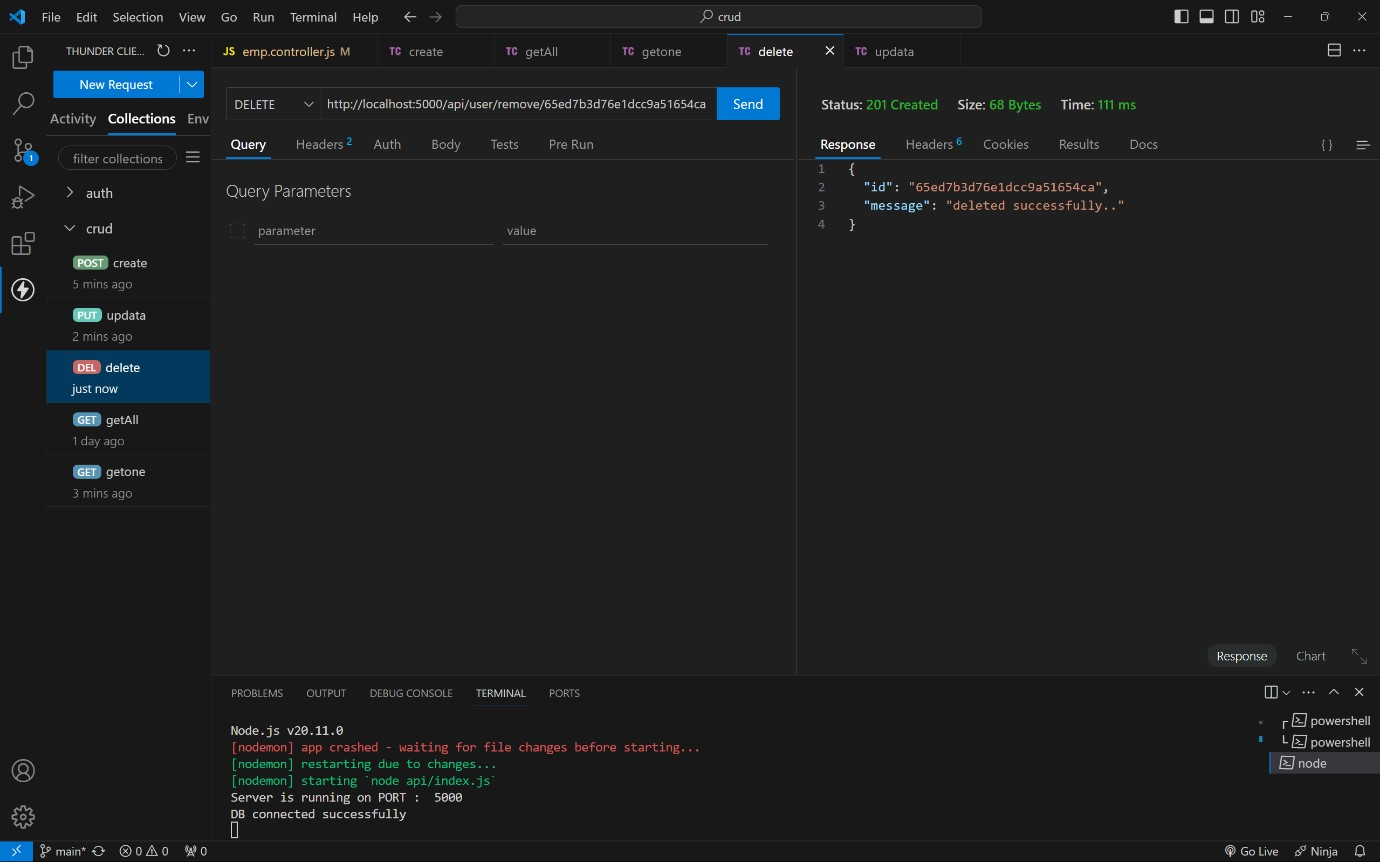 File Edit Selection View Go Run Terminal Help crud
THUNDER CLIE...
New Request
Activity Collections Env
filter collections
auth
crud
POST create
5 mins ago
PUT updata
2 mins ago
DEL delete
just now
GET getAll
1 day ago
GET getone
3 mins ago
JS emp.controller.js M TC create TC getAll TC getone TC delete TC updata
DELETE http://localhost:5000/api/user/remove/65ed7b3d76e1dcc9a51654ca Send
Query Headers 2 Auth Body Tests Pre Run
Query Parameters
parameter value
Status: 201 Created Size: 68 Bytes Time: 111 ms
Response Headers 6 Cookies Results Docs { }
1 {
2 "id": "65ed7b3d76e1dcc9a51654ca",
3 "message": "deleted successfully.."
4 }
Response Chart
PROBLEMS OUTPUT DEBUG CONSOLE TERMINAL PORTS
Node.js v20.11.0
[nodemon] app crashed - waiting for file changes before starting...
[nodemon] restarting due to changes...
[nodemon] starting `node api/index.js`
Server is running on PORT :  5000
DB connected successfully
powershell
powershell
node
1
main* 0 0 0 Go Live Ninja